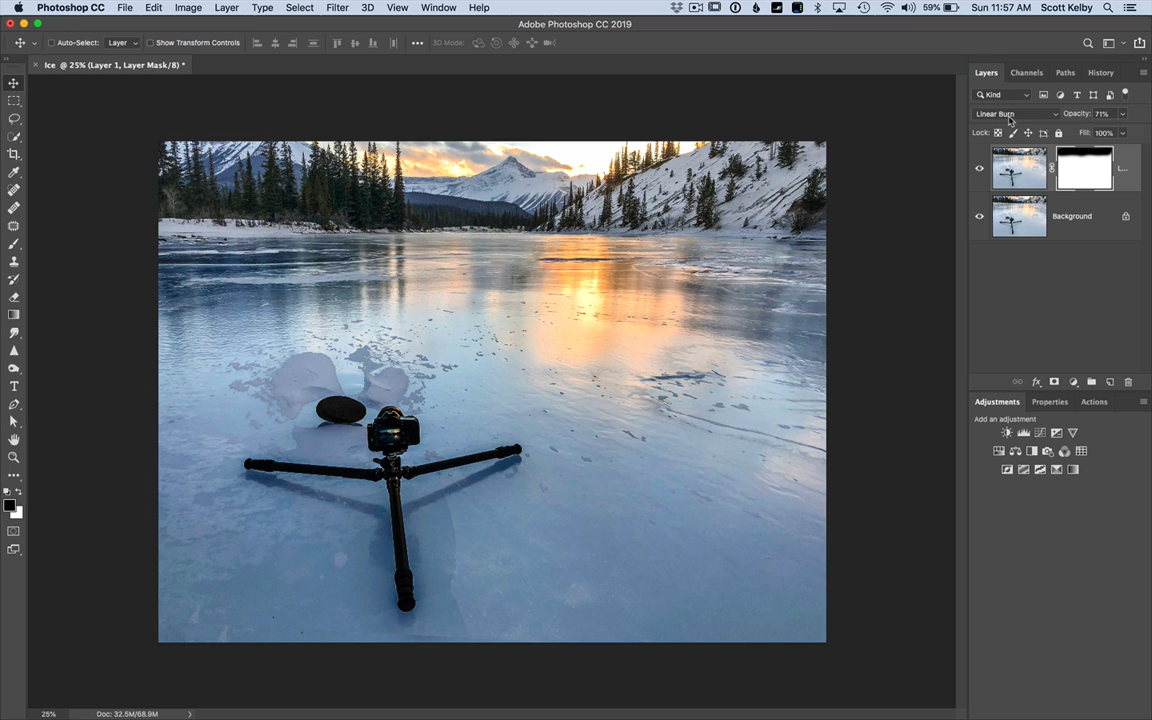 Photoshop CC File Edit Image Layer Type Select Filter 3D View Window Help 59% Sun 11:57 AM Scott Kelby
Adobe Photoshop CC 2019
Auto-Select: Layer Show Transform Controls 3D Mode:
× Ice @ 25% (Layer 1, Layer Mask/8) *
Layers Channels Paths History
Kind
Linear Burn Opacity: 71%
Lock: Fill: 100%
L...
Background
Adjustments Properties Actions
Add an adjustment
25% Doc: 32.5M/68.9M